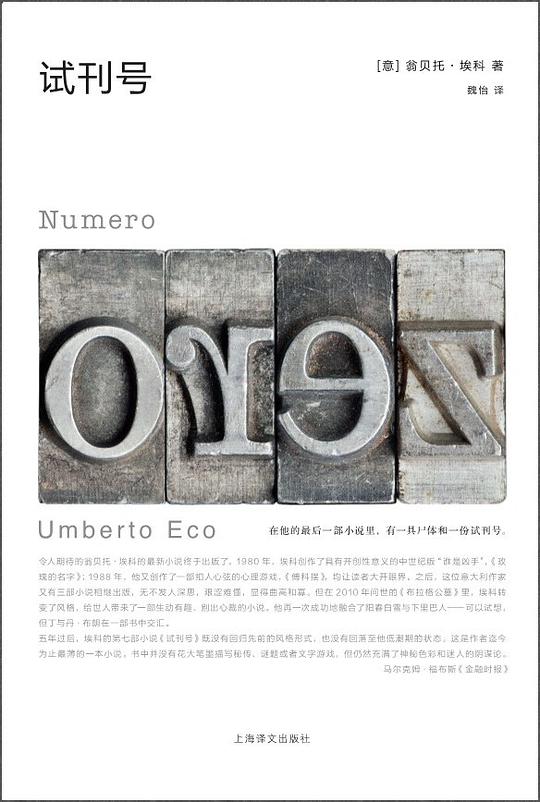 试刊号
[意] 翁贝托·埃科 著
魏怡 译
Numero
orez
Umberto Eco
在他的最后一部小说里，有一具尸体和一份试刊号。
令人期待的翁贝托·埃科的最新小说终于出版了。1980 年，埃科创作了具有开创性意义的中世纪版“谁是凶手”，《玫
瑰的名字》；1988 年，他又创作了一部扣人心弦的心理游戏，《傅科摆》，均让读者大开眼界。之后，这位意大利作家
又有三部小说相继出版，无不发人深思，艰涩难懂，显得曲高和寡。但在 2010 年问世的《布拉格公墓》里，埃科转
变了风格，给世人带来了一部生动有趣，别出心裁的小说。他再一次成功地融合了阳春白雪与下里巴人——可以试想，
但丁与丹·布朗在一部书中交汇。
五年过后，埃科的第七部小说《试刊号》既没有回归先前的风格形式，也没有回落至他低潮期的状态。这是作者迄今
为止最薄的一本小说。书中并没有花大笔墨描写秘传、谜题或者文字游戏，但仍然充满了神秘色彩和迷人的阴谋论。
马尔克姆·福布斯《金融时报》
上海译文出版社